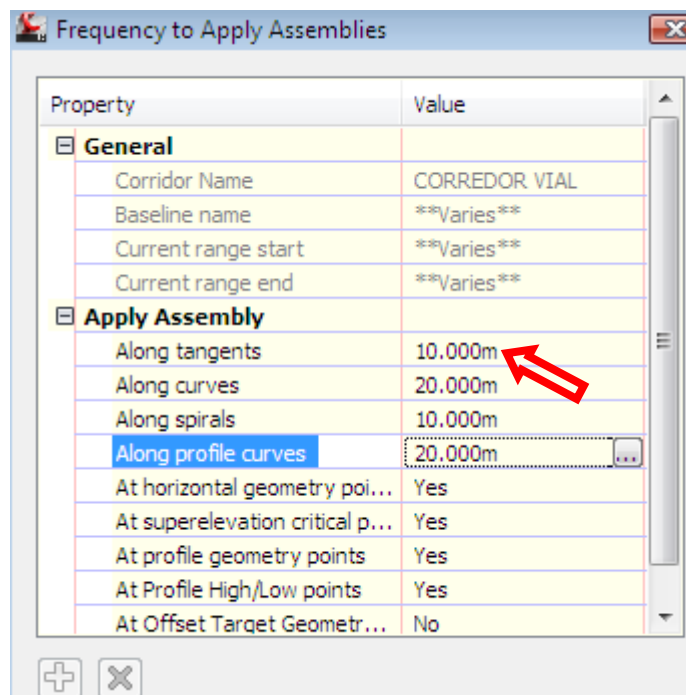 Frequency to Apply Assemblies
Property Value
General
Corridor Name CORREDOR VIAL
Baseline name **Varies**
Current range start **Varies**
Current range end **Varies**
Apply Assembly
Along tangents 10.000m
Along curves 20.000m
Along spirals 10.000m
Along profile curves 20.000m ...
At horizontal geometry poi... Yes
At superelevation critical p... Yes
At profile geometry points Yes
At Profile High/Low points Yes
At Offset Target Geometr... No